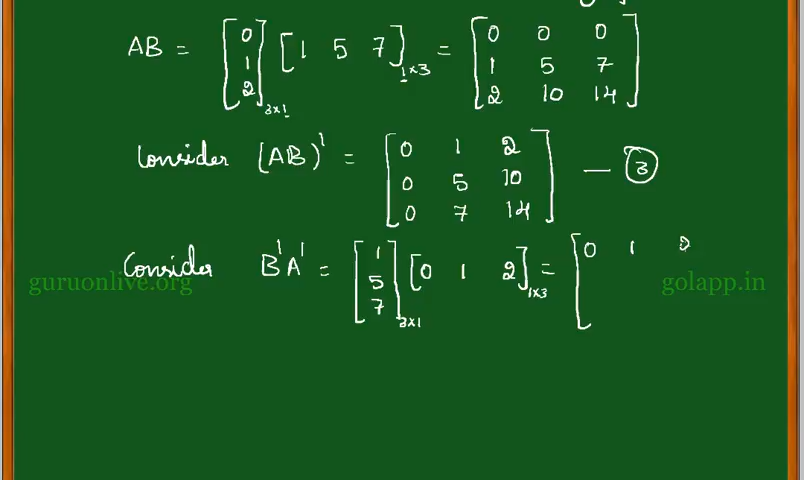 AB = [0 1 2]3×1 [1 5 7]1×3 = [0 0 0
1 5 7
2 10 14]
Consider (AB)' = [0 1 2
0 5 10
0 7 14] — ③
Consider B'A' = [1 5 7]3×1 [0 1 2]1×3 = [0 1 2
guruonlive.org
golapp.in